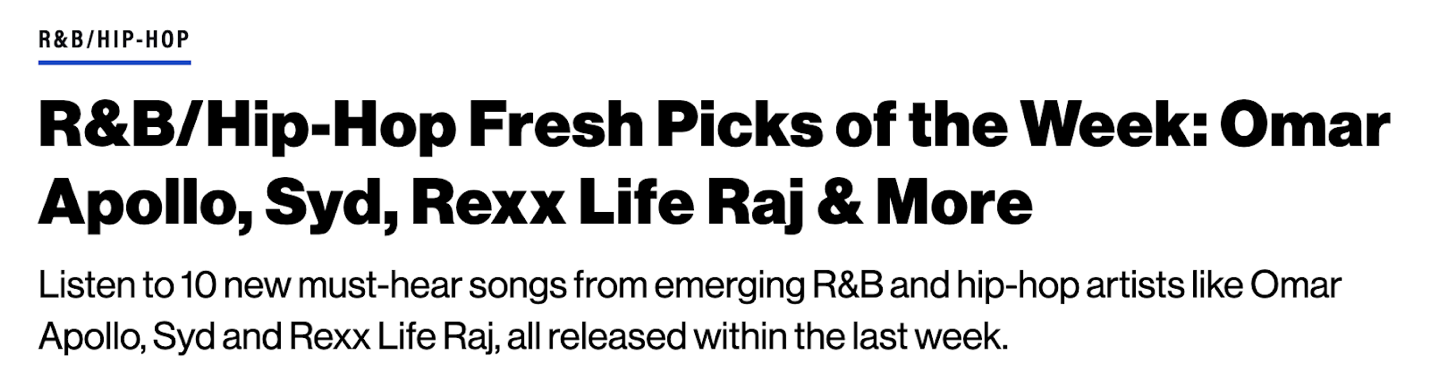 R&B/HIP-HOP
R&B/Hip-Hop Fresh Picks of the Week: Omar
Apollo, Syd, Rexx Life Raj & More
Listen to 10 new must-hear songs from emerging R&B and hip-hop artists like Omar
Apollo, Syd and Rexx Life Raj, all released within the last week.